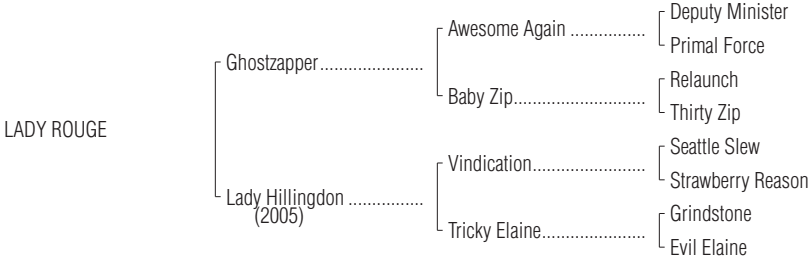 Deputy Minister
Awesome Again ................
Primal Force
Ghostzapper......................
Relaunch
Baby Zip............................
Thirty Zip
LADY ROUGE
Seattle Slew
Vindication........................
Strawberry Reason
Lady Hillingdon ................
(2005)
Grindstone
Tricky Elaine......................
Evil Elaine